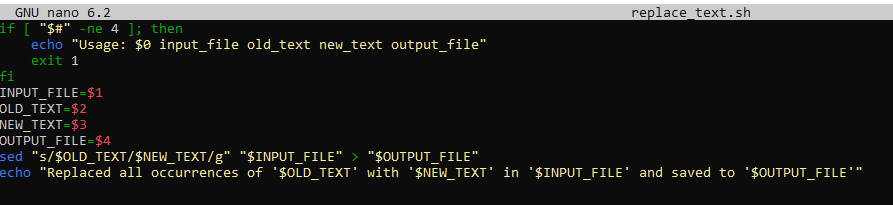 GNU nano 6.2 replace_text.sh
if [ "$#" -ne 4 ]; then
    echo "Usage: $0 input_file old_text new_text output_file"
    exit 1
fi
INPUT_FILE=$1
OLD_TEXT=$2
NEW_TEXT=$3
OUTPUT_FILE=$4
sed "s/$OLD_TEXT/$NEW_TEXT/g" "$INPUT_FILE" > "$OUTPUT_FILE"
echo "Replaced all occurrences of '$OLD_TEXT' with '$NEW_TEXT' in '$INPUT_FILE' and saved to '$OUTPUT_FILE'"